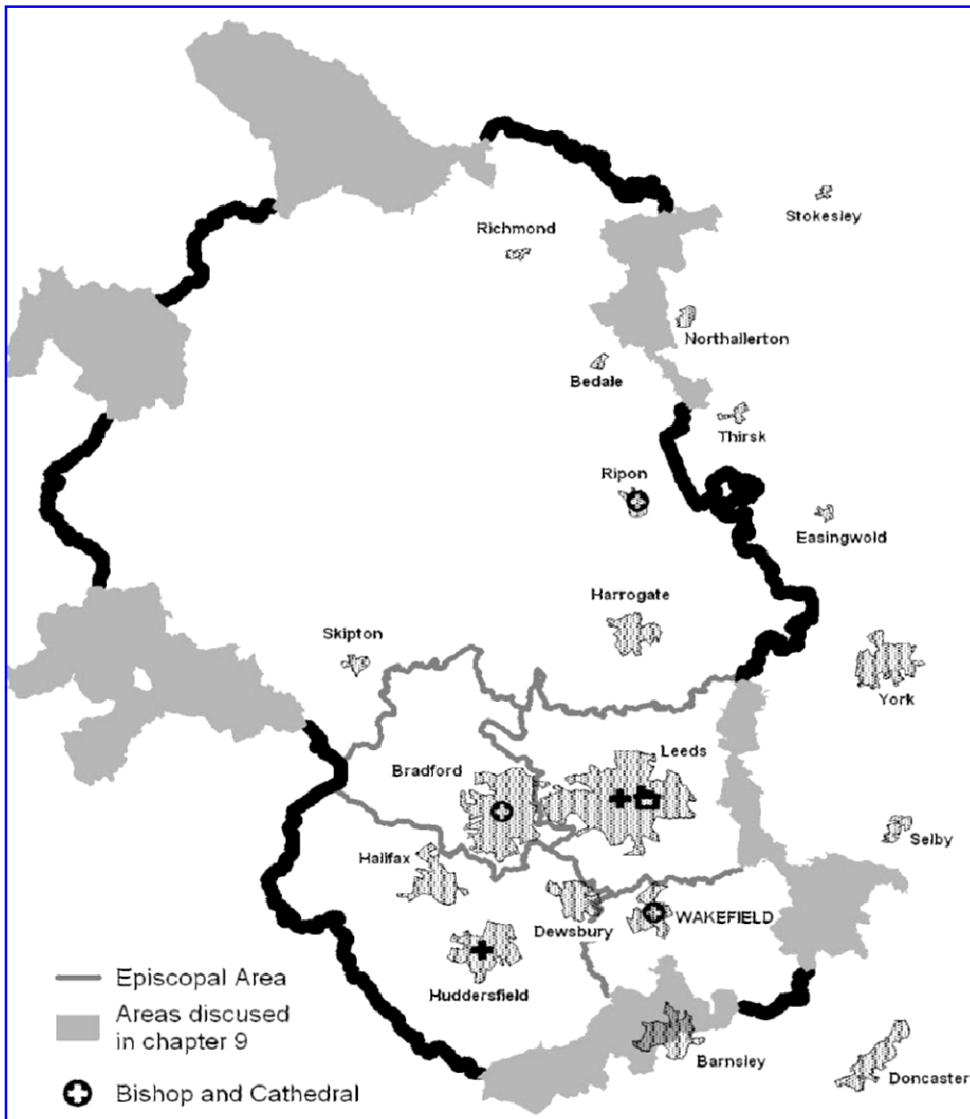 Stokesley
Richmond
Northallerton
Bedale
Thirsk
Ripon
Easingwold
Harrogate
Skipton
York
Leeds
Bradford
Selby
Halifax
Dewsbury
WAKEFIELD
Episcopal Area
Huddersfield
Areas discused
in chapter 9
Barnsley
Doncaster
Bishop and Cathedral